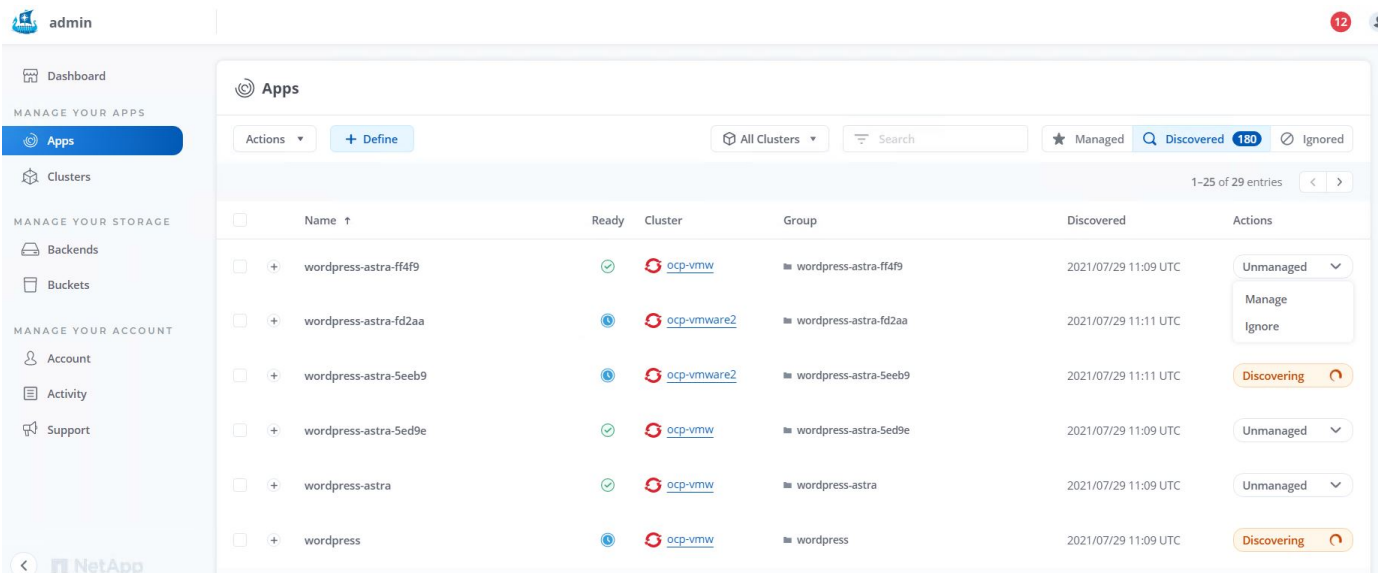 admin
12
Dashboard
MANAGE YOUR APPS
Apps
Clusters
MANAGE YOUR STORAGE
Backends
Buckets
MANAGE YOUR ACCOUNT
Account
Activity
Support
NetApp
Apps
Actions + Define All Clusters Search Managed Discovered 180 Ignored
1–25 of 29 entries
Name ↑ Ready Cluster Group Discovered Actions
wordpress-astra-ff4f9 ocp-vmw wordpress-astra-ff4f9 2021/07/29 11:09 UTC Unmanaged
Manage
Ignore
wordpress-astra-fd2aa ocp-vmware2 wordpress-astra-fd2aa 2021/07/29 11:11 UTC
wordpress-astra-5eeb9 ocp-vmware2 wordpress-astra-5eeb9 2021/07/29 11:11 UTC Discovering
wordpress-astra-5ed9e ocp-vmw wordpress-astra-5ed9e 2021/07/29 11:09 UTC Unmanaged
wordpress-astra ocp-vmw wordpress-astra 2021/07/29 11:09 UTC Unmanaged
wordpress ocp-vmw wordpress 2021/07/29 11:09 UTC Discovering